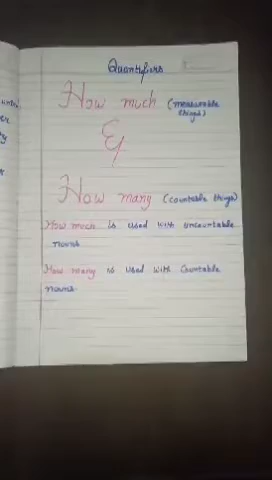 Quantifiers
How much (measurable
things)
&
How many (countable things)
How much is used with uncountable
nouns
How many is used with Countable
nouns.